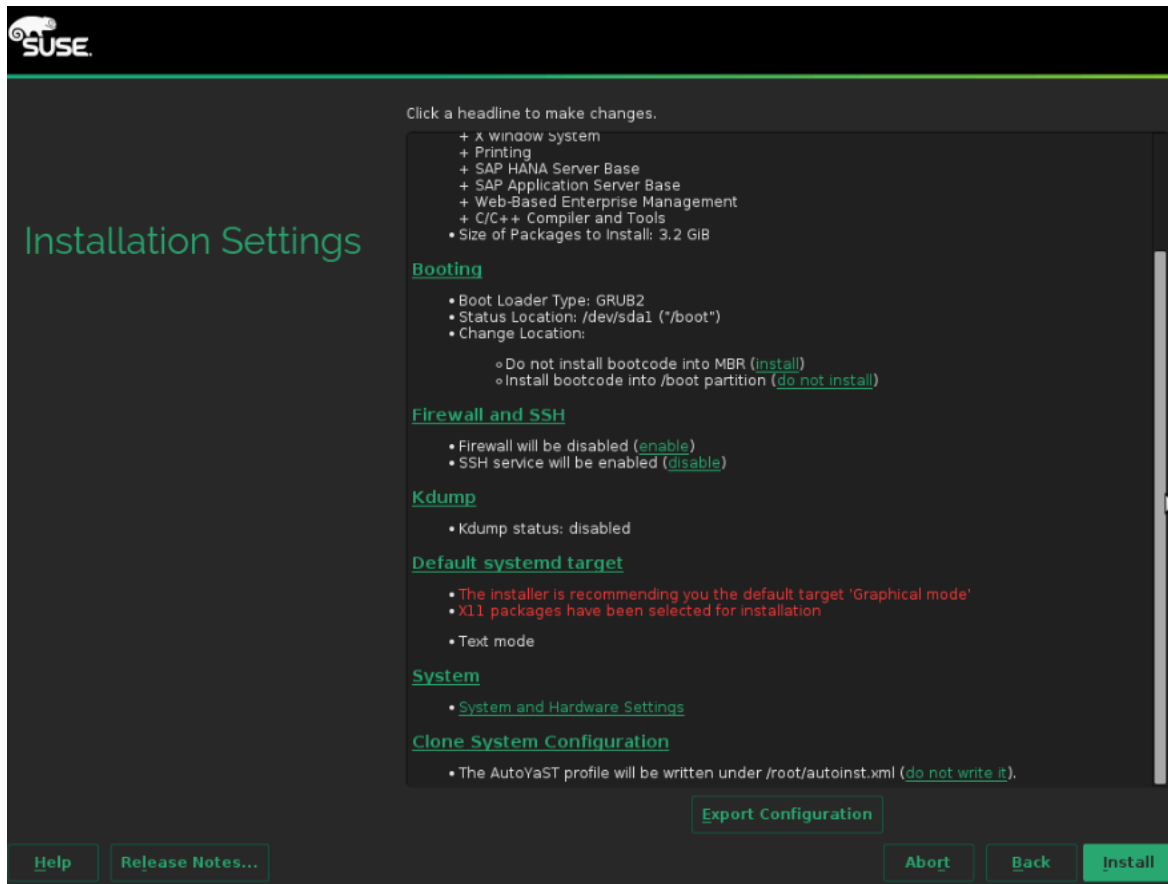 SUSE.
Click a headline to make changes.
+ X Window System
+ Printing
+ SAP HANA Server Base
+ SAP Application Server Base
+ Web-Based Enterprise Management
+ C/C++ Compiler and Tools
• Size of Packages to Install: 3.2 GiB
Installation Settings
Booting
• Boot Loader Type: GRUB2
• Status Location: /dev/sda1 ("/boot")
• Change Location:
◦ Do not install bootcode into MBR (install)
◦ Install bootcode into /boot partition (do not install)
Firewall and SSH
• Firewall will be disabled (enable)
• SSH service will be enabled (disable)
Kdump
• Kdump status: disabled
Default systemd target
• The installer is recommending you the default target 'Graphical mode'
• X11 packages have been selected for installation
• Text mode
System
• System and Hardware Settings
Clone System Configuration
• The AutoYaST profile will be written under /root/autoinst.xml (do not write it).
Export Configuration
Help
Release Notes...
Abort
Back
Install